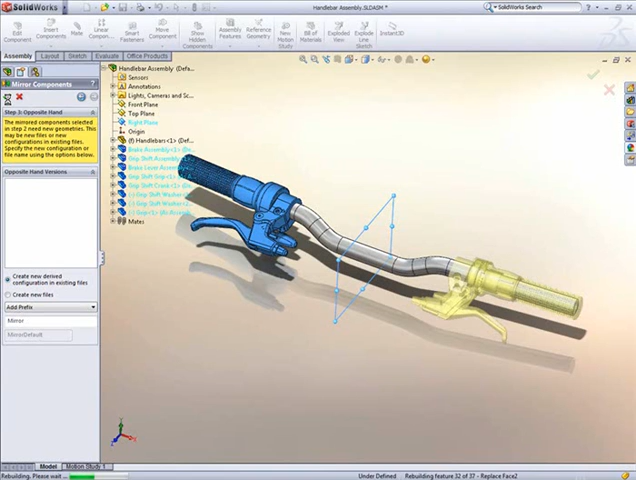 SolidWorks
Handlebar Assembly.SLDASM *
SolidWorks Search
Edit Component
Insert Components
Mate
Linear Component
Smart Fasteners
Move Component
Show Hidden Components
Assembly Features
Reference Geometry
New Motion Study
Bill of Materials
Exploded View
Explode Line Sketch
Instant3D
Assembly
Layout
Sketch
Evaluate
Office Products
Mirror Components
Step 3: Opposite Hand
The mirrored components selected
in step 2 need new geometries. This
may be new files or new
configurations in existing files.
Specify the new configuration or
file name using the options below.
Opposite Hand Versions
Create new derived
configuration in existing files
Create new files
Add Prefix
Mirror
MirrorDefault
Handlebar Assembly (Defa...
Sensors
Annotations
Lights, Cameras and Sc...
Front Plane
Top Plane
Right Plane
Origin
(f) Handlebars<1> (Def...
Brake Assembly<1> (De
Grip Shift Assembly
Brake Lever Assembly
Grip Shift Grip<1>
Grip Shift Crank<1> (De
(-) Grip Shift Washer<
(-) Grip Shift Washer<2
(-) Grip<1>
Mates
Model
Motion Study 1
Rebuilding. Please wait ...
Under Defined
Rebuilding feature 32 of 37 - Replace Face2